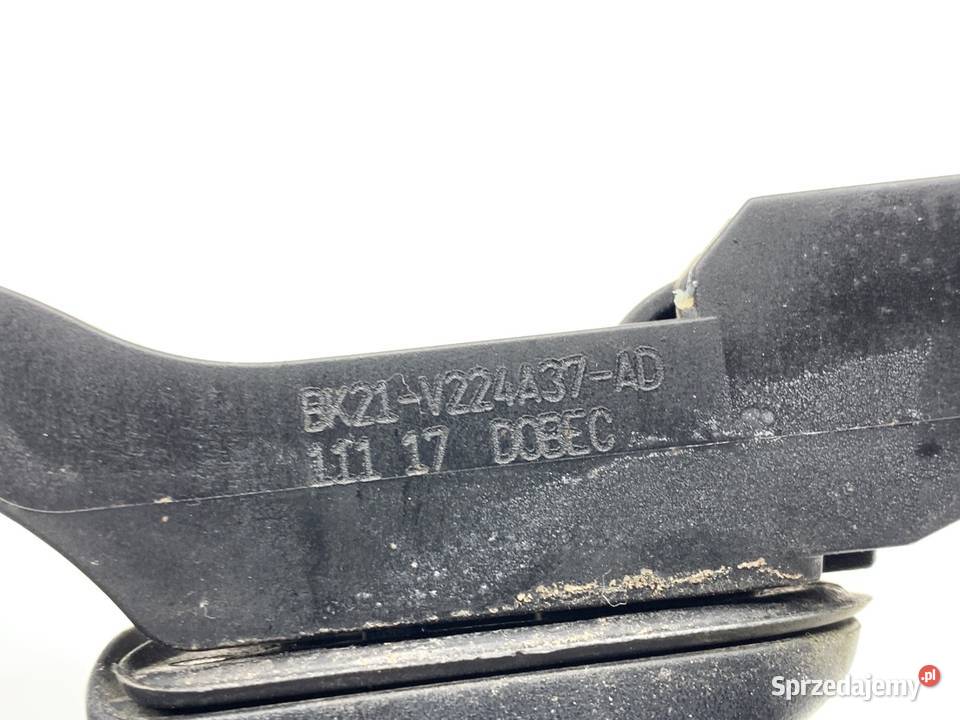 BK21-V224A37-AD
111 17 DOBEC
Sprzedajemy.pl